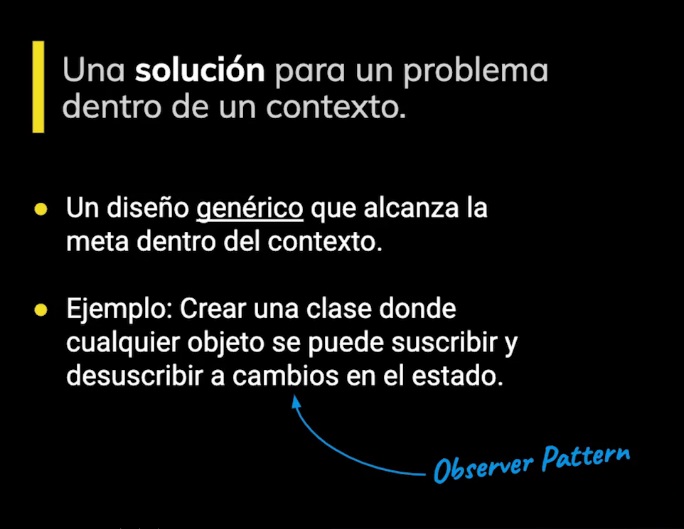 Una solución para un problema
dentro de un contexto.
Un diseño genérico que alcanza la
meta dentro del contexto.
Ejemplo: Crear una clase donde
cualquier objeto se puede suscribir y
desuscribir a cambios en el estado.
Observer Pattern